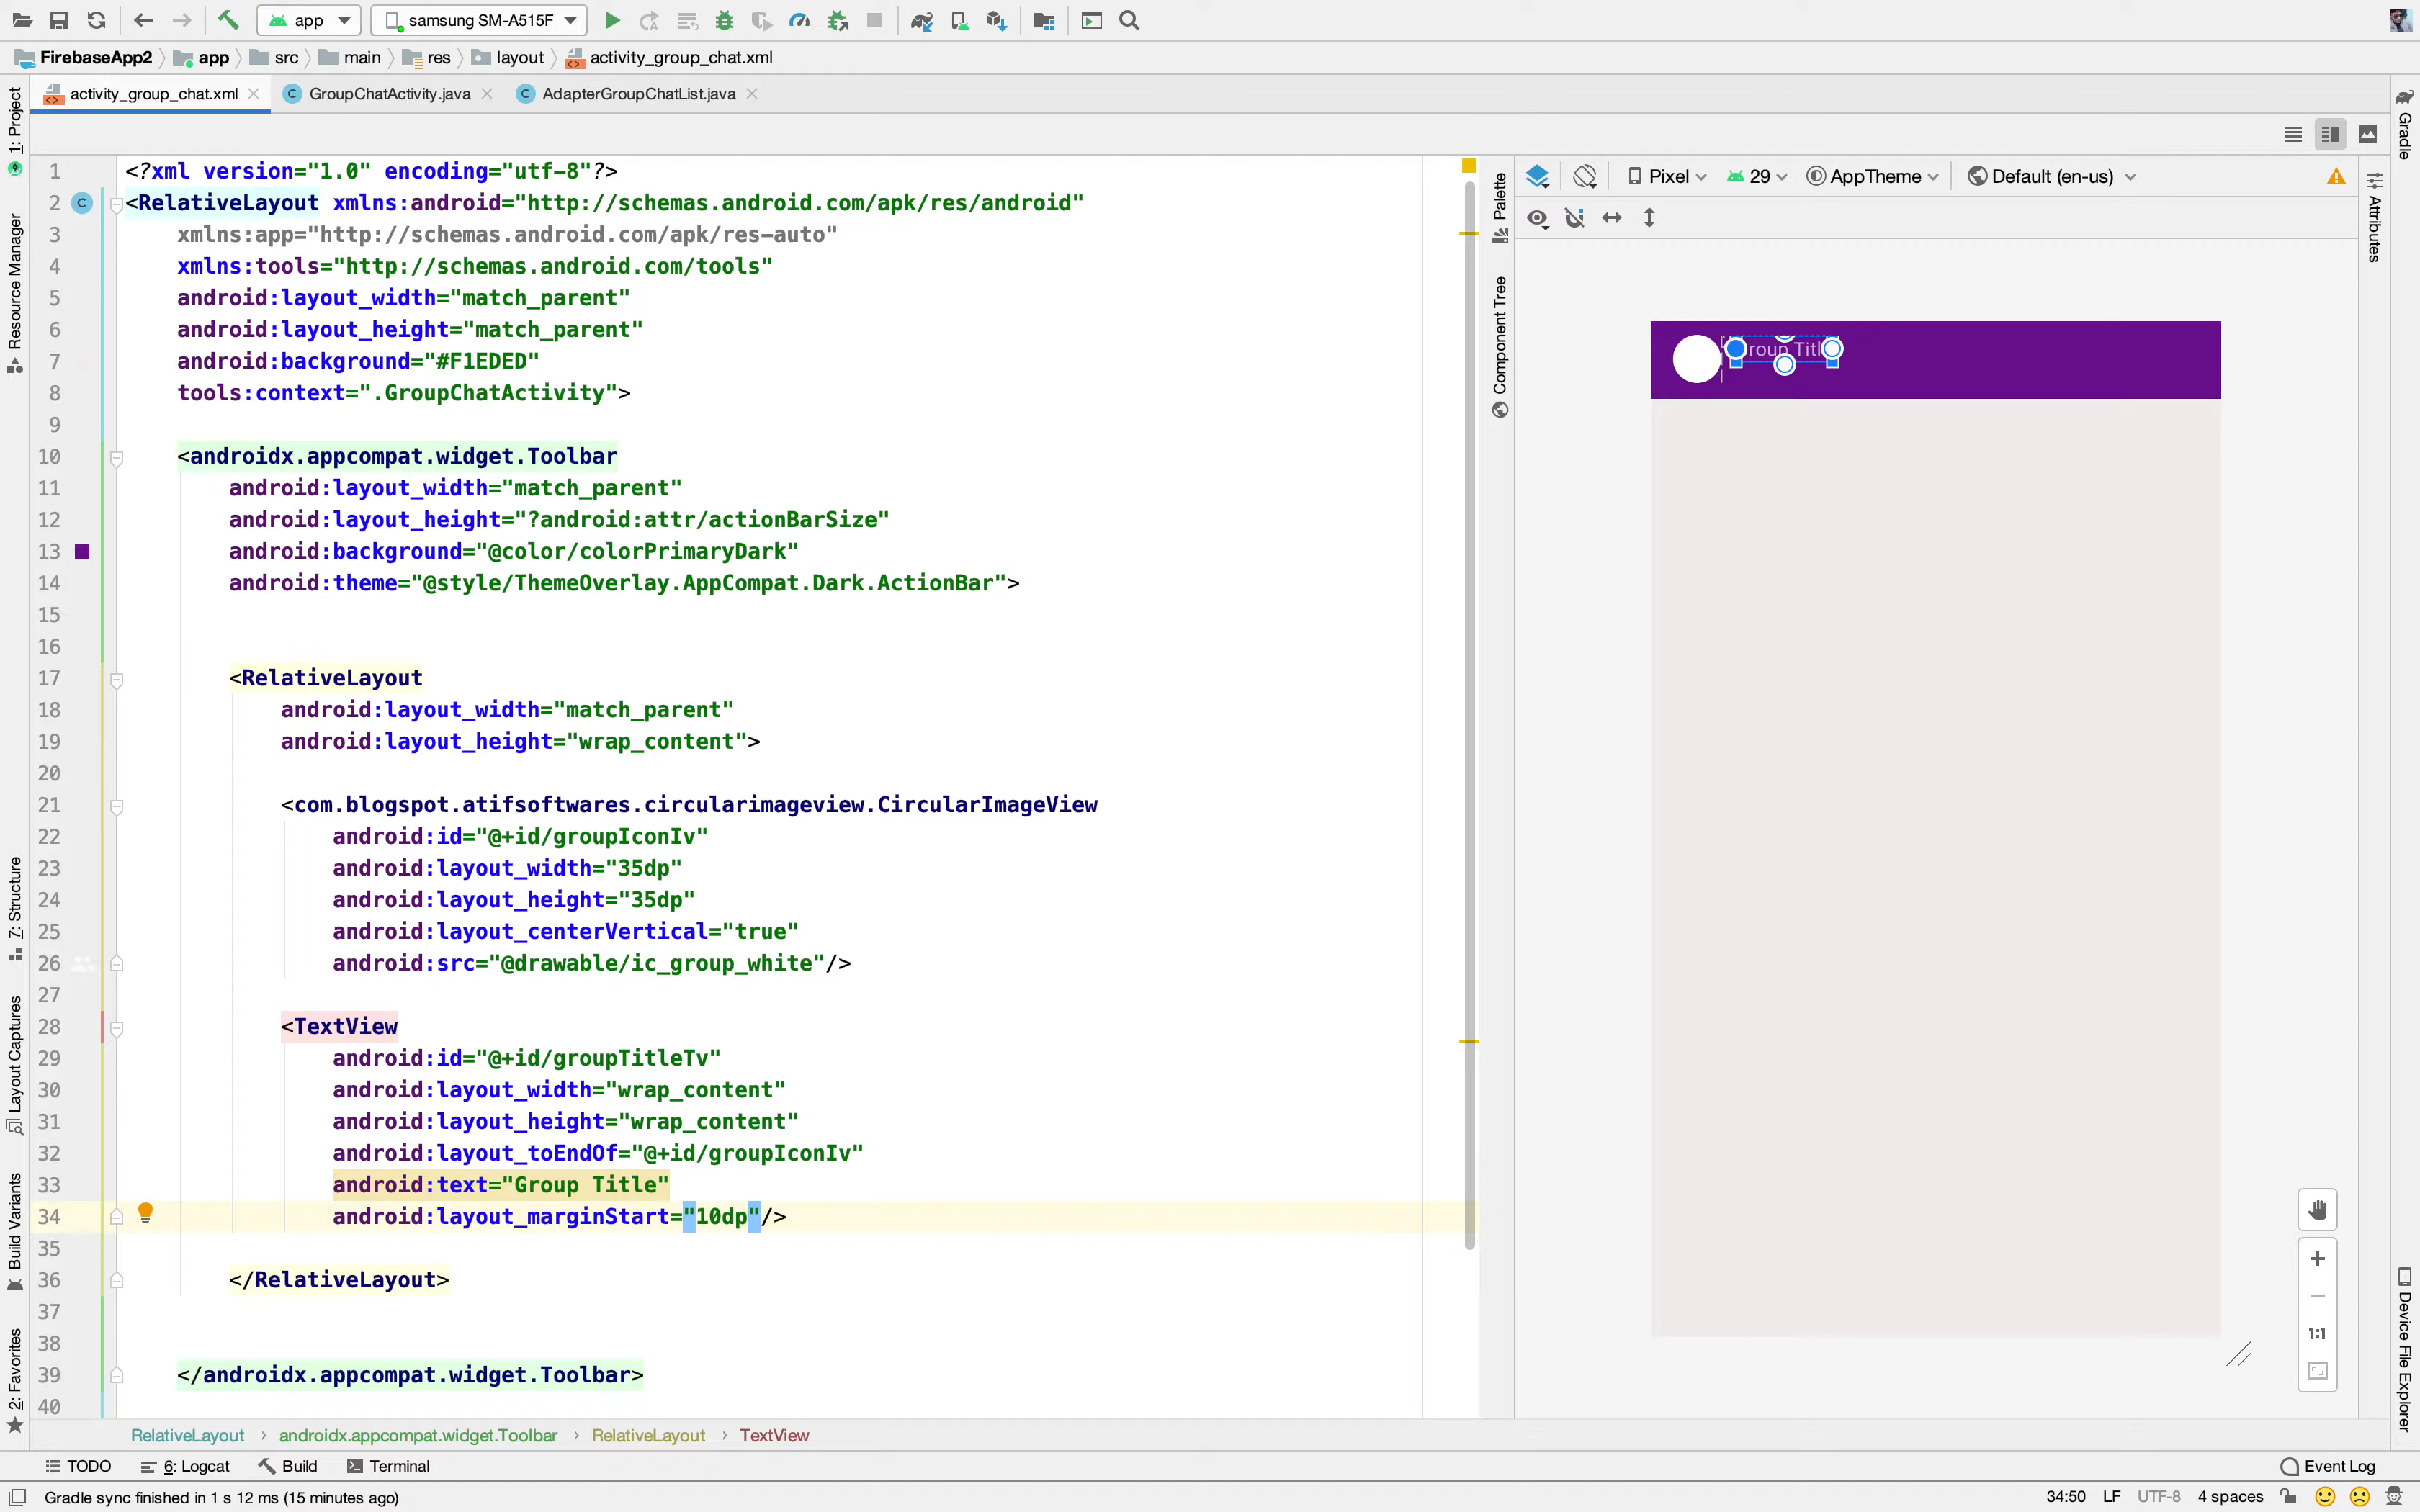 app
samsung SM-A515F
FirebaseApp2
app
src
main
res
layout
activity_group_chat.xml
activity_group_chat.xml
GroupChatActivity.java
AdapterGroupChatList.java
1: Project
Resource Manager
7: Structure
Layout Captures
Build Variants
2: Favorites
1 <?xml version="1.0" encoding="utf-8"?>
2 <RelativeLayout xmlns:android="http://schemas.android.com/apk/res/android"
3 xmlns:app="http://schemas.android.com/apk/res-auto"
4 xmlns:tools="http://schemas.android.com/tools"
5 android:layout_width="match_parent"
6 android:layout_height="match_parent"
7 android:background="#F1EDED"
8 tools:context=".GroupChatActivity">
9
10 <androidx.appcompat.widget.Toolbar
11 android:layout_width="match_parent"
12 android:layout_height="?android:attr/actionBarSize"
13 android:background="@color/colorPrimaryDark"
14 android:theme="@style/ThemeOverlay.AppCompat.Dark.ActionBar">
15
16
17 <RelativeLayout
18 android:layout_width="match_parent"
19 android:layout_height="wrap_content">
20
21 <com.blogspot.atifsoftwares.circularimageview.CircularImageView
22 android:id="@+id/groupIconIv"
23 android:layout_width="35dp"
24 android:layout_height="35dp"
25 android:layout_centerVertical="true"
26 android:src="@drawable/ic_group_white"/>
27
28 <TextView
29 android:id="@+id/groupTitleTv"
30 android:layout_width="wrap_content"
31 android:layout_height="wrap_content"
32 android:layout_toEndOf="@+id/groupIconIv"
33 android:text="Group Title"
34 android:layout_marginStart="10dp"/>
35
36 </RelativeLayout>
37
38
39 </androidx.appcompat.widget.Toolbar>
40
RelativeLayout
androidx.appcompat.widget.Toolbar
RelativeLayout
TextView
Palette
Component Tree
Pixel
29
AppTheme
Default (en-us)
1:1
Gradle
Attributes
Device File Explorer
TODO
6: Logcat
Build
Terminal
Event Log
Gradle sync finished in 1 s 12 ms (15 minutes ago)
34:50
LF
UTF-8
4 spaces